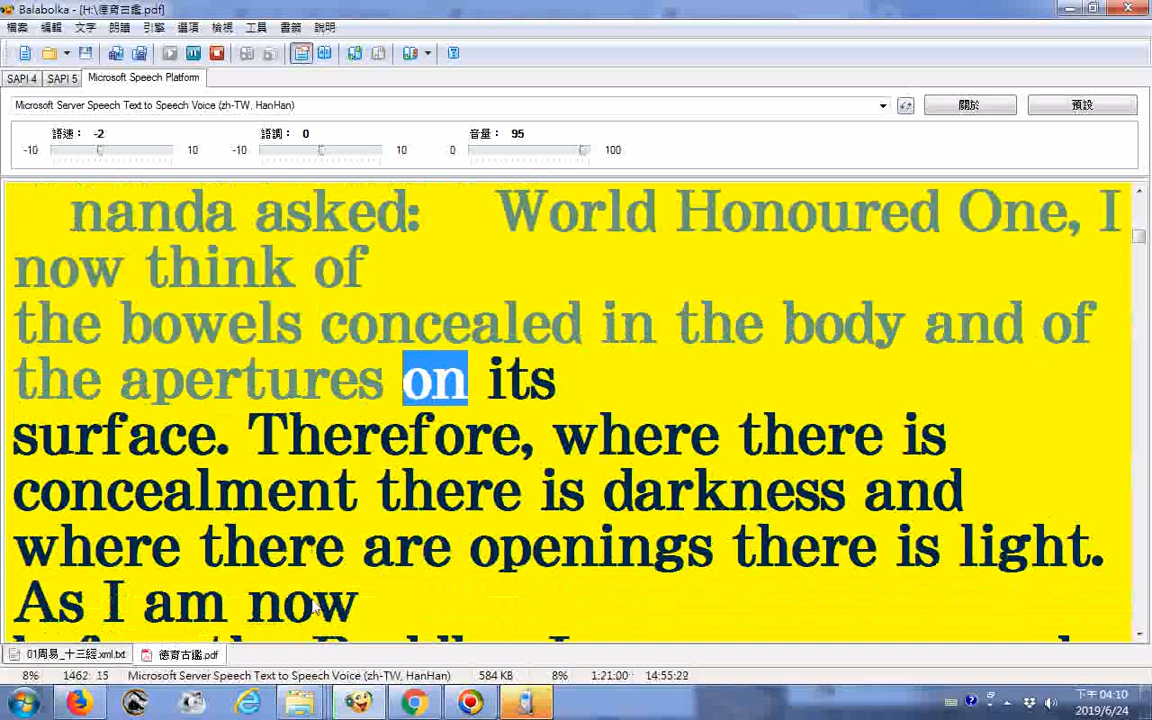 Balabolka - [H:\德育古鑑.pdf]
檔案 編輯 文字 朗讀 引擎 選項 檢視 工具 書籤 說明
SAPI 4 SAPI 5 Microsoft Speech Platform
Microsoft Server Speech Text to Speech Voice (zh-TW, HanHan) 關於 預設
語速： -2 語調： 0 音量： 95
-10 10 -10 10 0 100
nanda asked: World Honoured One, I
now think of
the bowels concealed in the body and of
the apertures on its
surface. Therefore, where there is
concealment there is darkness and
where there are openings there is light.
As I am now
01周易_十三經.txt 德育古鑑.pdf
8% 1462: 15 Microsoft Server Speech Text to Speech Voice (zh-TW, HanHan) 584 KB 8% 1:21:00 14:55:22
下午 04:10
2019/6/24